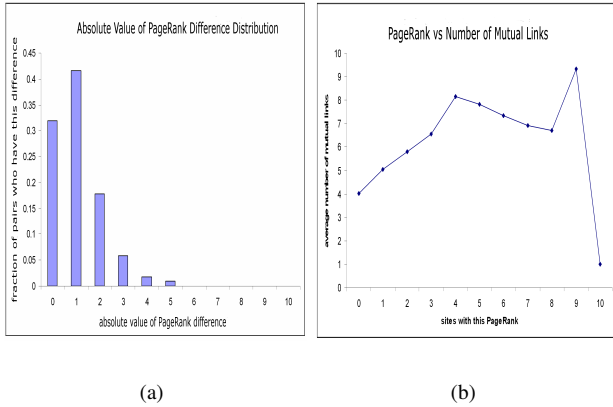 Absolute Value of PageRank Difference Distribution
fraction of pairs who have this difference
0.45
0.4
0.35
0.3
0.25
0.2
0.15
0.1
0.05
0
0 1 2 3 4 5 6 7 8 9 10
absolute value of PageRank difference
(a)
PageRank vs Number of Mutual Links
average number of mutual links
10
9
8
7
6
5
4
3
2
1
0
0 1 2 3 4 5 6 7 8 9 10
sites with this PageRank
(b)